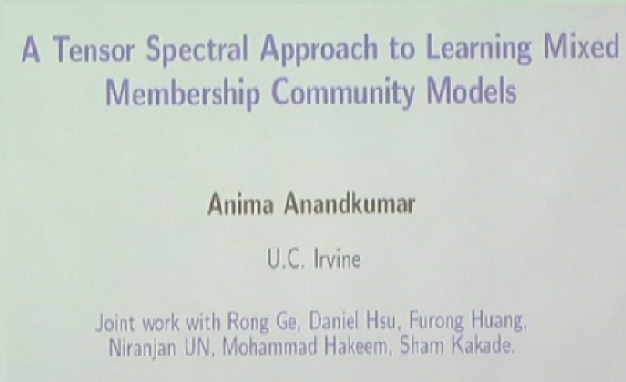 A Tensor Spectral Approach to Learning Mixed
Membership Community Models
Anima Anandkumar
U.C. Irvine
Joint work with Rong Ge, Daniel Hsu, Furong Huang,
Niranjan UN, Mohammad Hakeem, Sham Kakade.